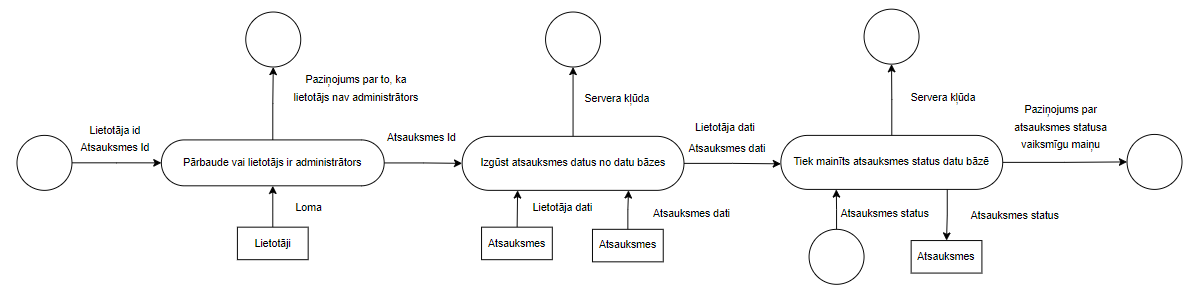 Paziņojums par to, ka
lietotājs nav administrātors
Servera kļūda
Servera kļūda
Lietotāja id
Atsauksmes Id
Pārbaude vai lietotājs ir administrātors
Atsauksmes Id
Izgūst atsauksmes datus no datu bāzes
Lietotāja dati
Atsauksmes dati
Tiek mainīts atsauksmes status datu bāzē
Paziņojums par
atsauksmes statusa
vaiksmīgu maiņu
Loma
Lietotāji
Lietotāja dati
Atsauksmes
Atsauksmes dati
Atsauksmes
Atsauksmes status
Atsauksmes status
Atsauksmes